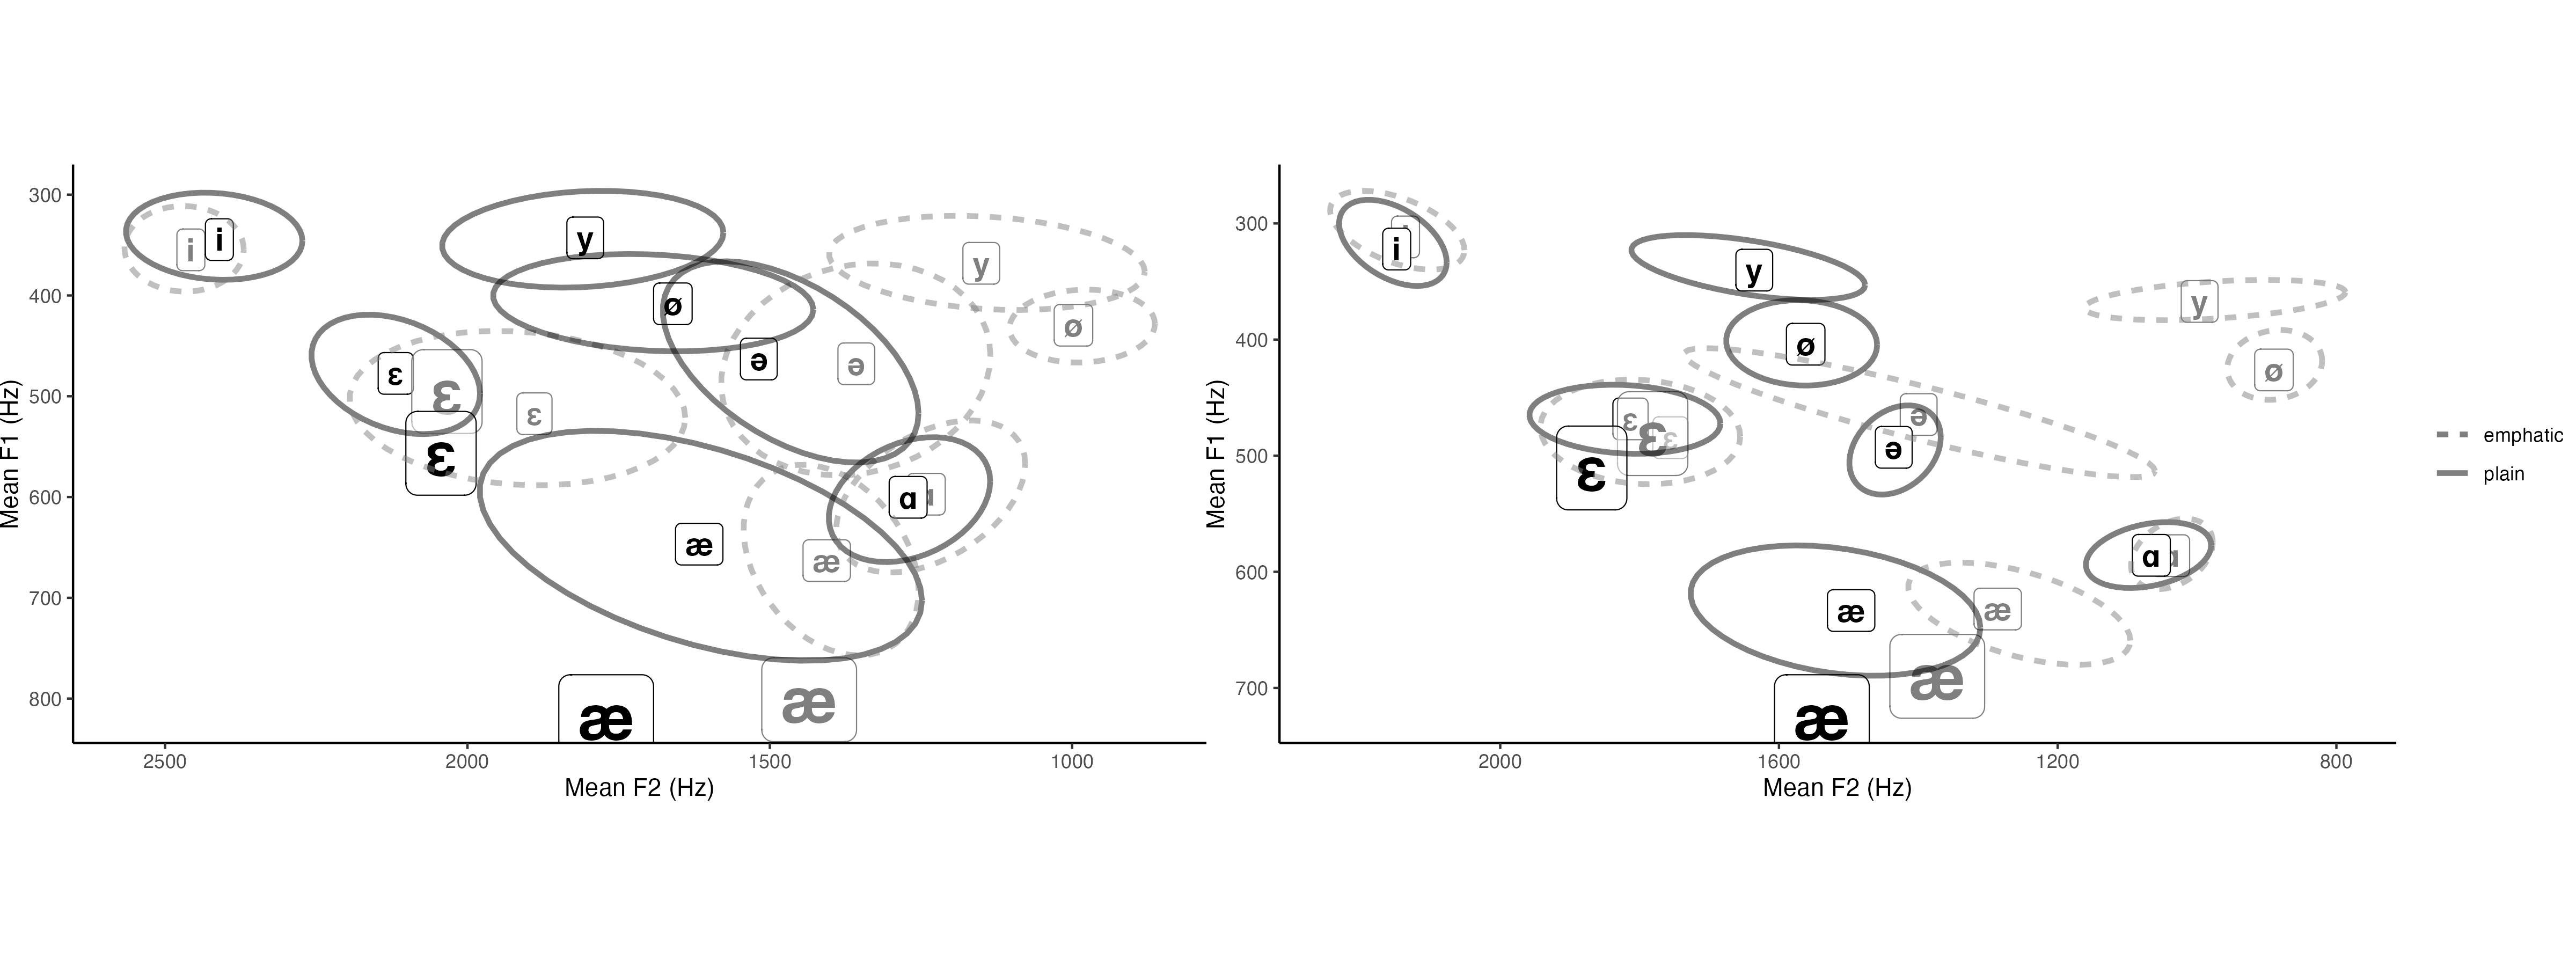 300
400
500
600
700
800
2500
2000
1500
1000
Mean F1 (Hz)
Mean F2 (Hz)
i
i
y
y
ø
ø
ə
ə
ɛ
ɛ
ɛ
ɛ
ɑ
æ
æ
æ
æ
300
400
500
600
700
2000
1600
1200
800
Mean F1 (Hz)
Mean F2 (Hz)
i
y
y
ø
ø
ə
ə
ɛ
ɛ
ɛ
ɛ
ɑ
æ
æ
æ
æ
emphatic
plain